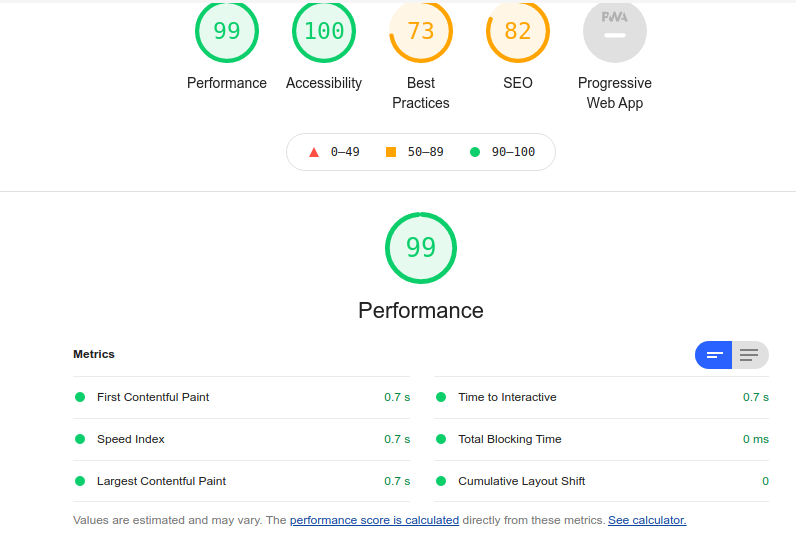 99 100 73 82 PWA
Performance Accessibility Best Practices SEO Progressive Web App
0–49 50–89 90–100
99
Performance
Metrics
First Contentful Paint 0.7 s
Time to Interactive 0.7 s
Speed Index 0.7 s
Total Blocking Time 0 ms
Largest Contentful Paint 0.7 s
Cumulative Layout Shift 0
Values are estimated and may vary. The performance score is calculated directly from these metrics. See calculator.